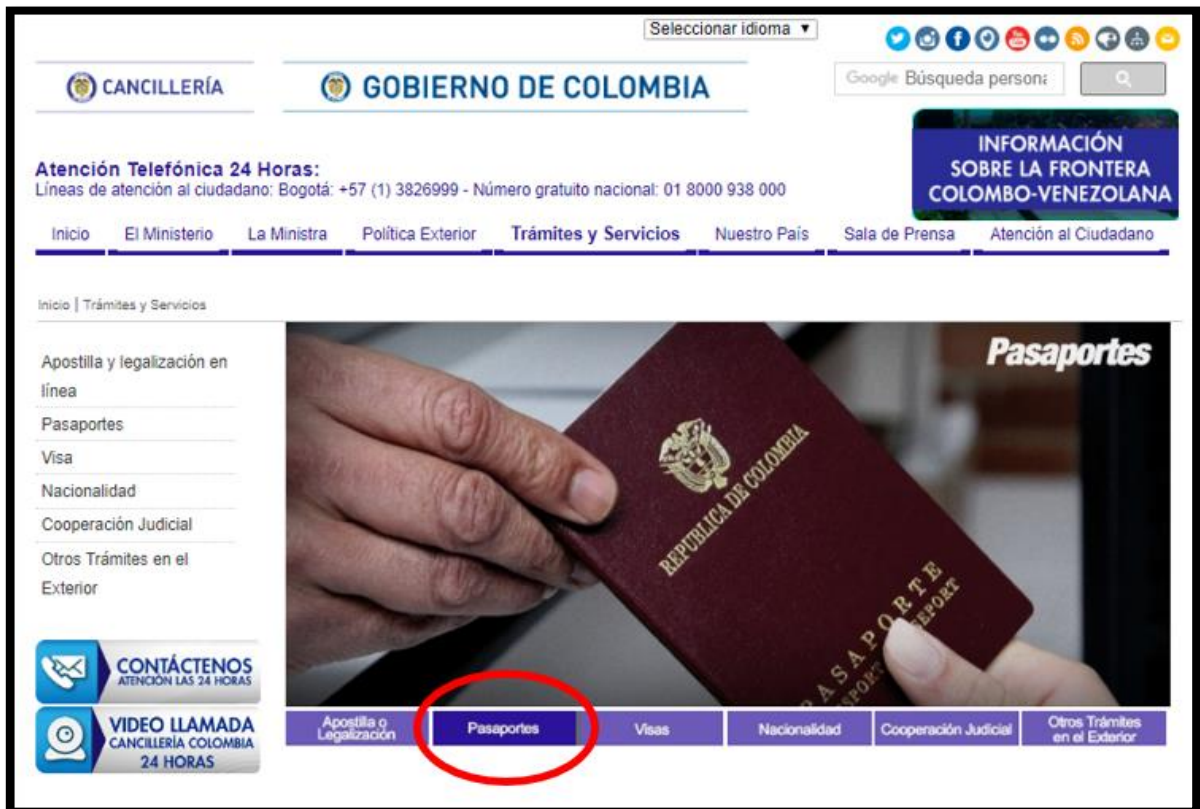 Seleccionar idioma ▼
CANCILLERÍA
GOBIERNO DE COLOMBIA
Google Búsqueda persona
INFORMACIÓN
SOBRE LA FRONTERA
COLOMBO-VENEZOLANA
Atención Telefónica 24 Horas:
Líneas de atención al ciudadano: Bogotá: +57 (1) 3826999 - Número gratuito nacional: 01 8000 938 000
Inicio El Ministerio La Ministra Política Exterior Trámites y Servicios Nuestro País Sala de Prensa Atención al Ciudadano
Inicio | Trámites y Servicios
Apostilla y legalización en
línea
Pasaportes
Visa
Nacionalidad
Cooperación Judicial
Otros Trámites en el
Exterior
Pasaportes
REPUBLICA DE COLOMBIA
PASAPORTE
CONTÁCTENOS
ATENCIÓN LAS 24 HORAS
VIDEO LLAMADA
CANCILLERÍA COLOMBIA
24 HORAS
Apostilla o
Legalización
Pasaportes
Visas
Nacionalidad
Cooperación Judicial
Otros Trámites
en el Exterior